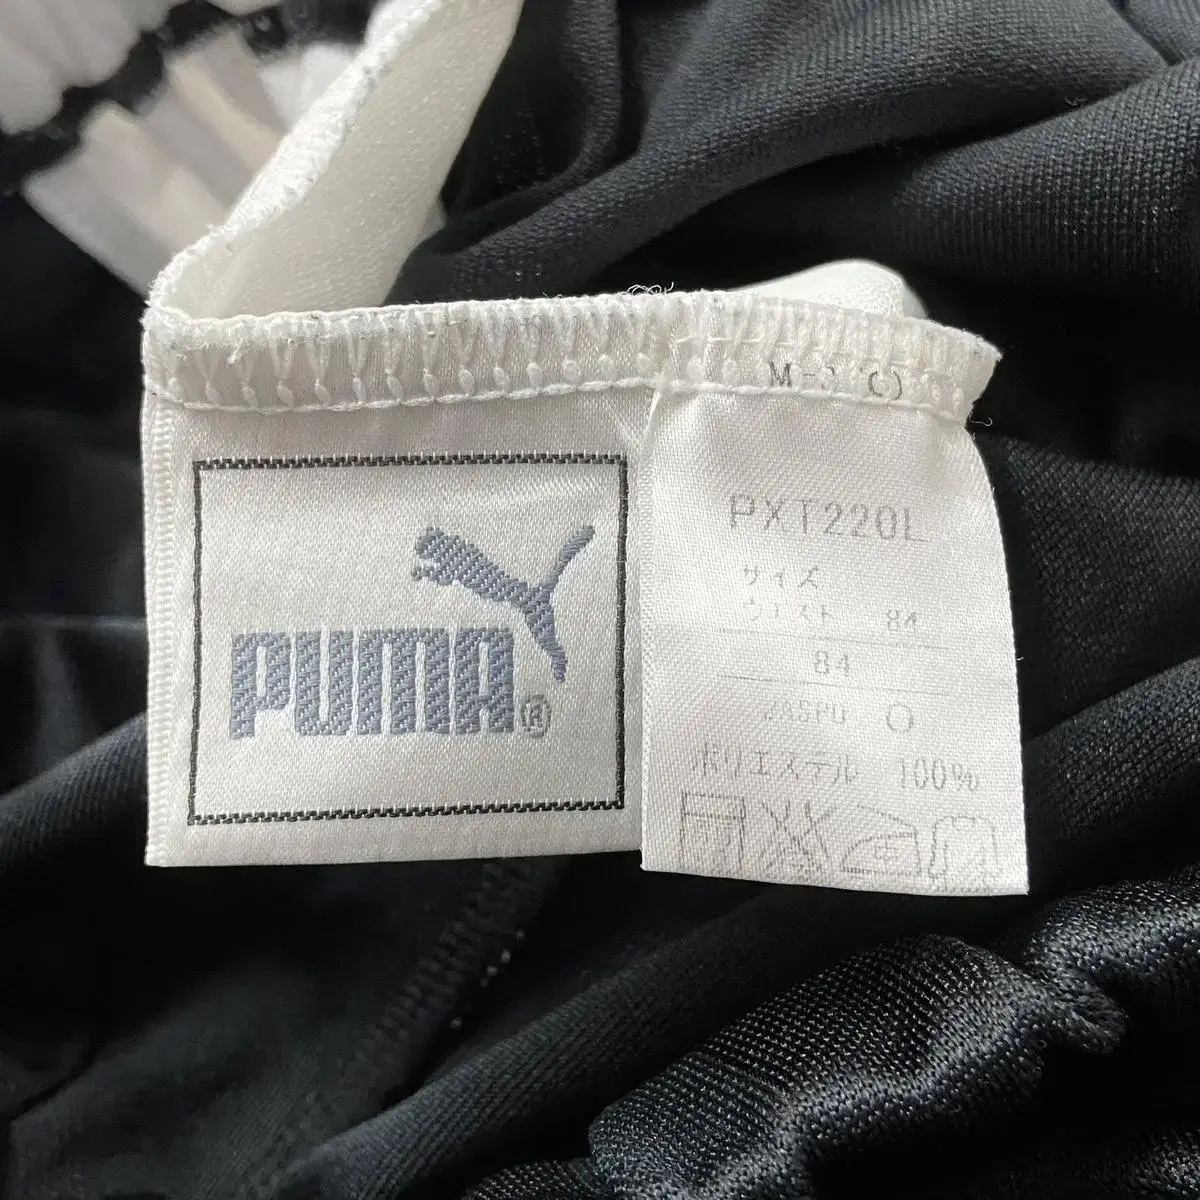 PUMA®
PXT220L
サイズ
ウエスト 84
84
JASPO O
ポリエステル 100%